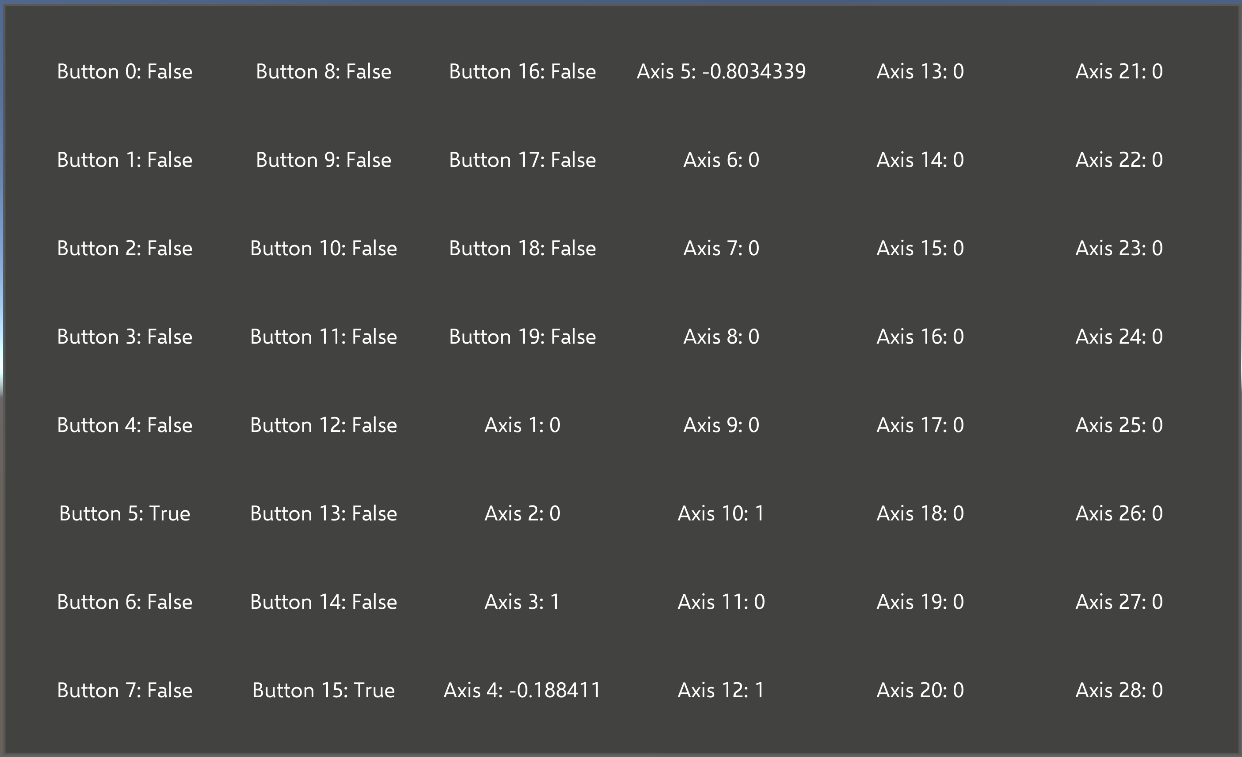 Button 0: False
Button 1: False
Button 2: False
Button 3: False
Button 4: False
Button 5: True
Button 6: False
Button 7: False
Button 8: False
Button 9: False
Button 10: False
Button 11: False
Button 12: False
Button 13: False
Button 14: False
Button 15: True
Button 16: False
Button 17: False
Button 18: False
Button 19: False
Axis 1: 0
Axis 2: 0
Axis 3: 1
Axis 4: -0.188411
Axis 5: -0.8034339
Axis 6: 0
Axis 7: 0
Axis 8: 0
Axis 9: 0
Axis 10: 1
Axis 11: 0
Axis 12: 1
Axis 13: 0
Axis 14: 0
Axis 15: 0
Axis 16: 0
Axis 17: 0
Axis 18: 0
Axis 19: 0
Axis 20: 0
Axis 21: 0
Axis 22: 0
Axis 23: 0
Axis 24: 0
Axis 25: 0
Axis 26: 0
Axis 27: 0
Axis 28: 0